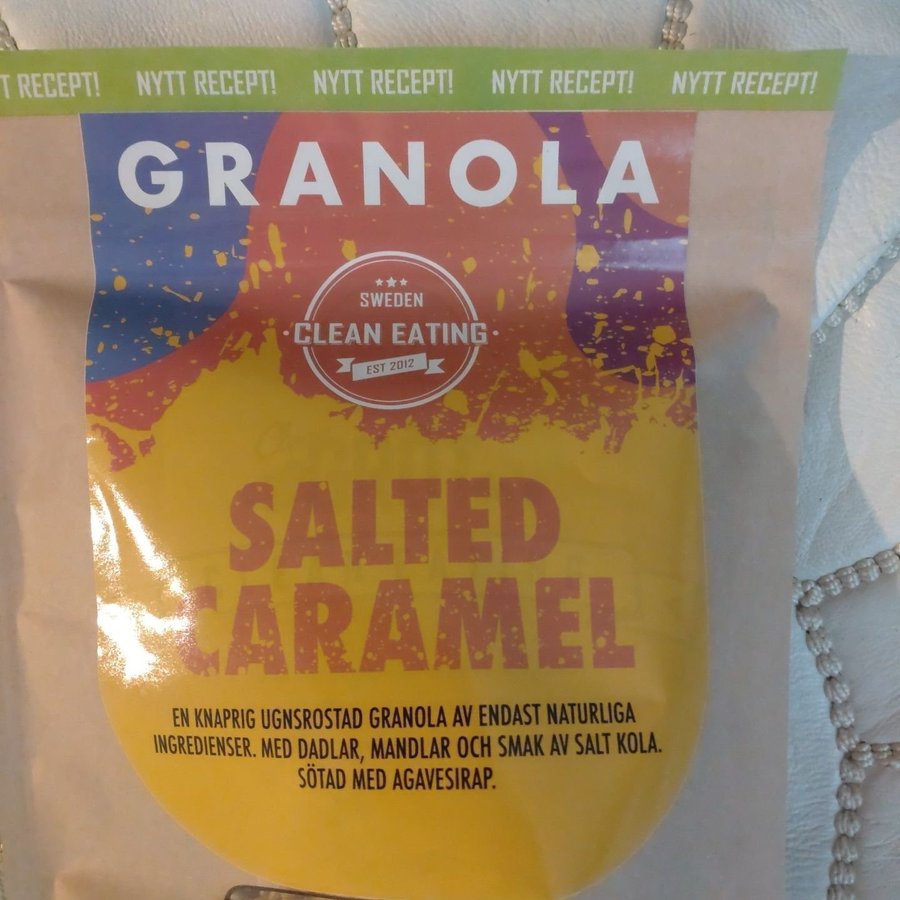 T RECEPT! NYTT RECEPT! NYTT RECEPT! NYTT RECEPT! NYTT RECEPT!
GRANOLA
SWEDEN
CLEAN EATING
EST 2012
SALTED
CARAMEL
EN KNAPRIG UGNSROSTAD GRANOLA AV ENDAST NATURLIGA
INGREDIENSER. MED DADLAR, MANDLAR OCH SMAK AV SALT KOLA.
SÖTAD MED AGAVESIRAP.